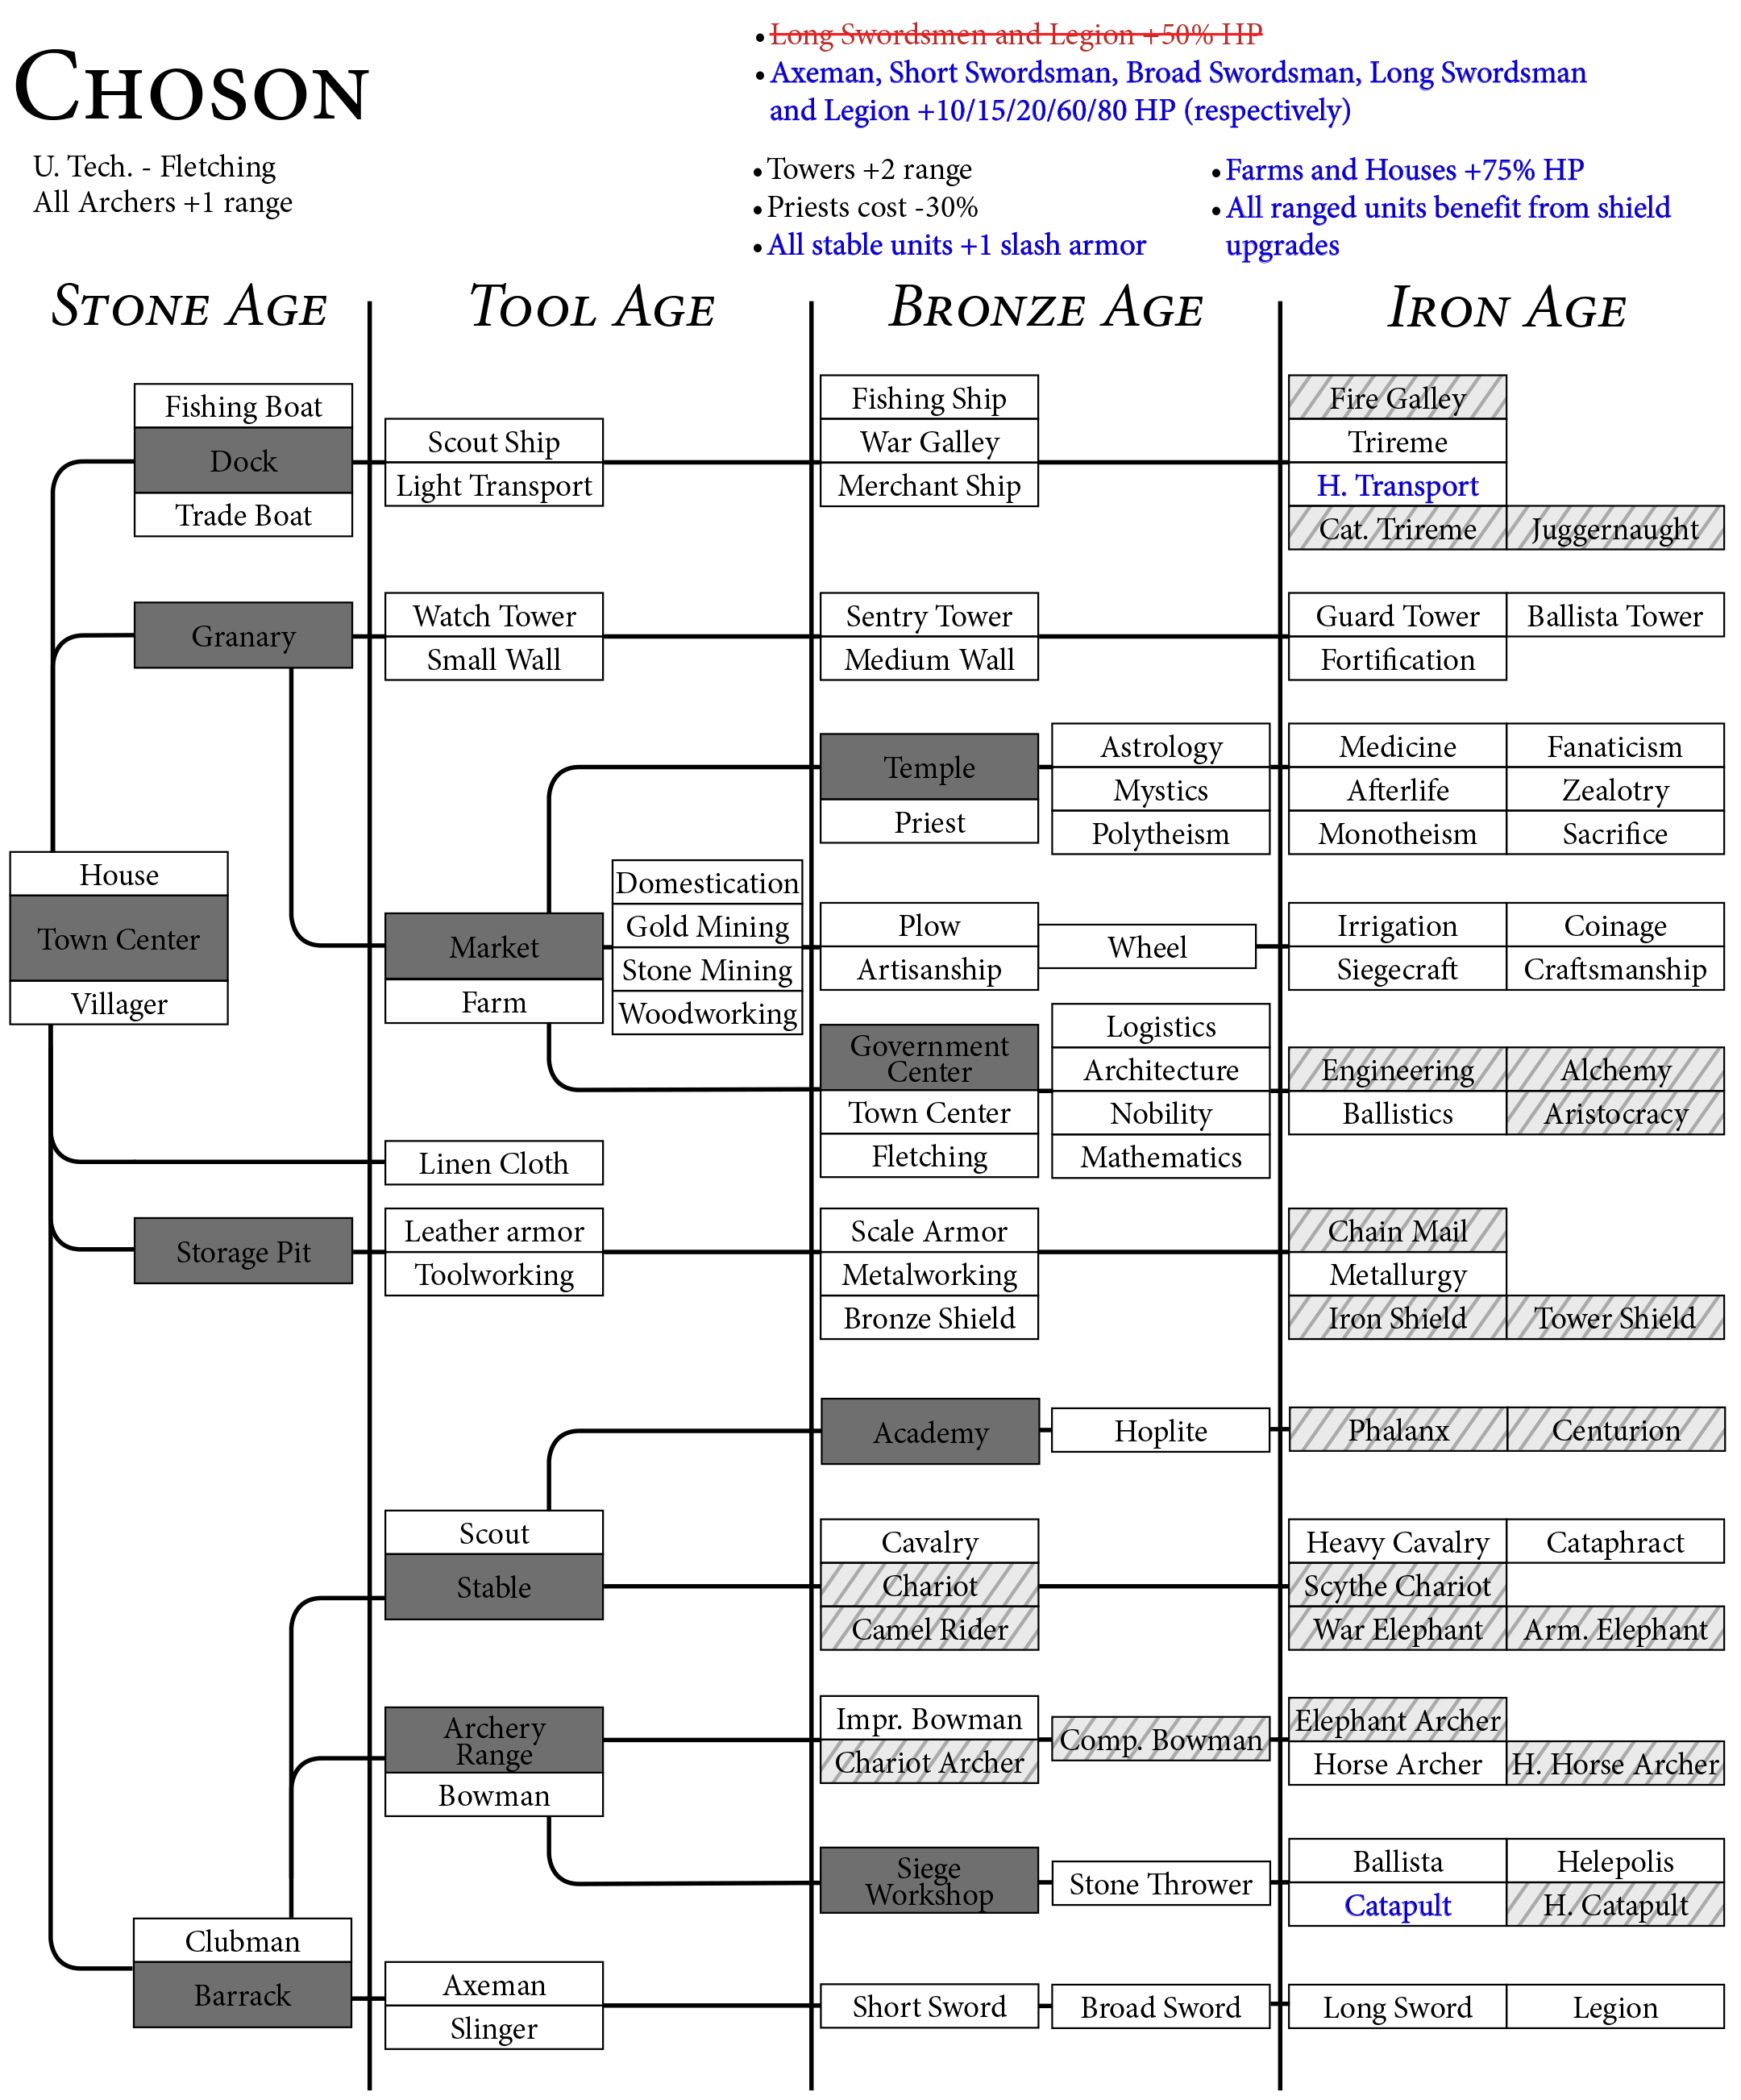 CHOSON
U. Tech. - Fletching
All Archers +1 range
• Long Swordsmen and Legion +50% HP
• Axeman, Short Swordsman, Broad Swordsman, Long Swordsman
and Legion +10/15/20/60/80 HP (respectively)
• Towers +2 range
• Priests cost -30%
• All stable units +1 slash armor
• Farms and Houses +75% HP
• All ranged units benefit from shield
upgrades
STONE AGE
TOOL AGE
BRONZE AGE
IRON AGE
Fishing Boat
Dock
Trade Boat
Scout Ship
Light Transport
Fishing Ship
War Galley
Merchant Ship
Fire Galley
Trireme
H. Transport
Cat. Trireme
Juggernaught
Granary
Watch Tower
Small Wall
Sentry Tower
Medium Wall
Guard Tower
Ballista Tower
Fortification
Temple
Priest
Astrology
Mystics
Polytheism
Medicine
Fanaticism
Afterlife
Zealotry
Monotheism
Sacrifice
House
Town Center
Villager
Market
Farm
Domestication
Gold Mining
Stone Mining
Woodworking
Plow
Artisanship
Wheel
Irrigation
Coinage
Siegecraft
Craftsmanship
Government
Center
Town Center
Fletching
Logistics
Architecture
Nobility
Mathematics
Engineering
Alchemy
Ballistics
Aristocracy
Linen Cloth
Storage Pit
Leather armor
Toolworking
Scale Armor
Metalworking
Bronze Shield
Chain Mail
Metallurgy
Iron Shield
Tower Shield
Academy
Hoplite
Phalanx
Centurion
Scout
Stable
Cavalry
Chariot
Camel Rider
Heavy Cavalry
Cataphract
Scythe Chariot
War Elephant
Arm. Elephant
Archery
Range
Bowman
Impr. Bowman
Chariot Archer
Comp. Bowman
Elephant Archer
Horse Archer
H. Horse Archer
Siege
Workshop
Stone Thrower
Ballista
Helepolis
Catapult
H. Catapult
Clubman
Barrack
Axeman
Slinger
Short Sword
Broad Sword
Long Sword
Legion